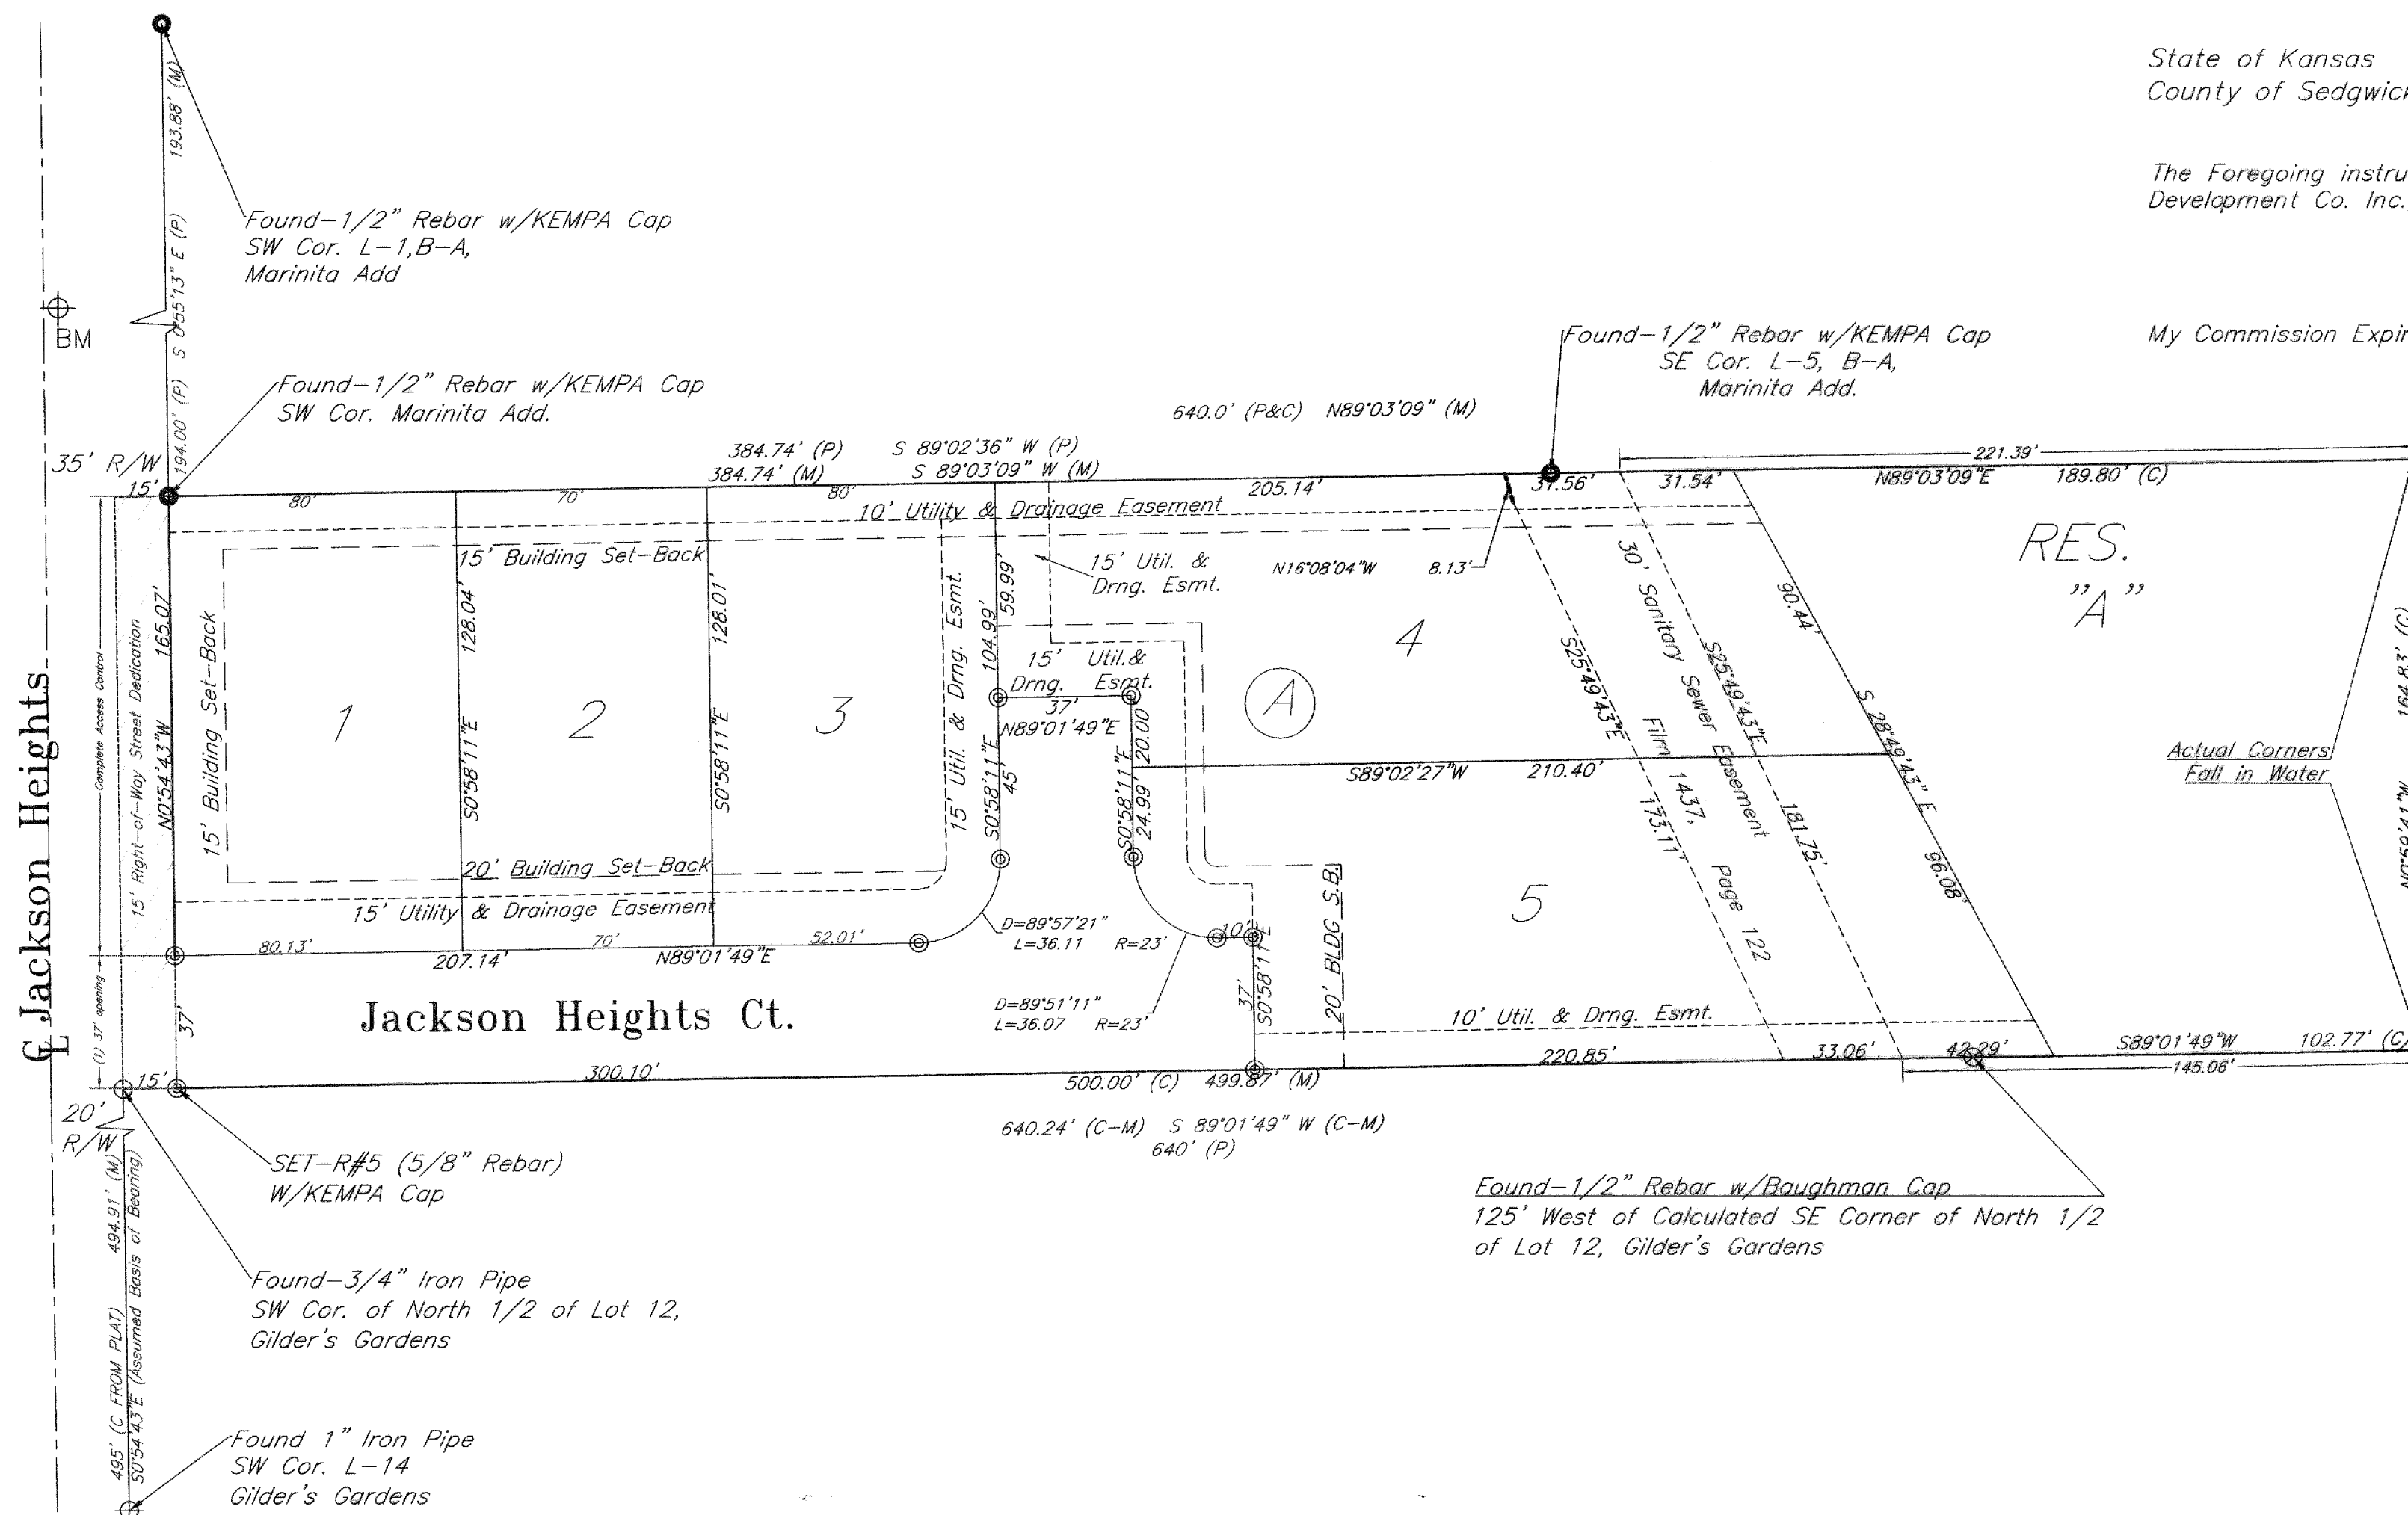 State of Kansas
County of Sedgwick
The Foregoing instru
Development Co. Inc.
My Commission Expir
193.88' (M)
S 0°55'13" E (P)
194.00' (P)
Found-1/2" Rebar w/KEMPA Cap
SW Cor. L-1,B-A,
Marinita Add
BM
Found-1/2" Rebar w/KEMPA Cap
SW Cor. Marinita Add.
35' R/W
15'
Found-1/2" Rebar w/KEMPA Cap
SE Cor. L-5, B-A,
Marinita Add.
640.0' (P&C) N89°03'09" (M)
384.74' (P) S 89°02'36" W (P)
384.74' (M) S 89°03'09" W (M)
80'
70'
80'
205.14'
31.56'
31.54'
221.39'
N89°03'09"E 189.80' (C)
10' Utility & Drainage Easement
15' Building Set-Back
15' Util. &
Drng. Esmt.
N16°08'04"W 8.13'
RES.
"A"
Jackson Heights
CL
Complete Access Control
(1) 37' opening
15' Right-of-Way Street Dedication
N0°54'43"W 165.07'
15' Building Set-Back
1
S0°58'11"E 128.04'
2
S0°58'11"E 128.01'
3
15' Util. & Drng. Esmt.
104.99'
59.99'
S0°58'11"E
45'
15' Util.&
Drng. Esmt.
37'
N89°01'49"E
20.00'
S0°58'11"E
24.99'
A
4
S25°49'43"E
173.11'
30' Sanitary Sewer Easement
Film 1437, page 122
S25°49'43"E
181.75'
90.44'
S 28°49'43" E
96.08'
S89°02'27"W 210.40'
5
Actual Corners
Fall in Water
N0°59'41"W 164.83' (C)
20' Building Set-Back
15' Utility & Drainage Easement
80.13'
70'
52.01'
207.14'
N89°01'49"E
D=89°57'21"
L=36.11 R=23'
D=89°51'11"
L=36.07 R=23'
10'
37'
S0°58'11"E
20' BLDG S.B.
10' Util. & Drng. Esmt.
Jackson Heights Ct.
37'
300.10'
220.85'
33.06'
42.29'
S89°01'49"W 102.77' (C)
145.06'
500.00' (C) 499.87' (M)
640.24' (C-M) S 89°01'49" W (C-M)
640' (P)
15'
20'
R/W
SET-R#5 (5/8" Rebar)
W/KEMPA Cap
Found-1/2" Rebar w/Baughman Cap
125' West of Calculated SE Corner of North 1/2
of Lot 12, Gilder's Gardens
Found-3/4" Iron Pipe
SW Cor. of North 1/2 of Lot 12,
Gilder's Gardens
495' (C FROM PLAT) 494.91' (M)
S0°54'43"E (Assumed Basis of Bearing)
Found 1" Iron Pipe
SW Cor. L-14
Gilder's Gardens